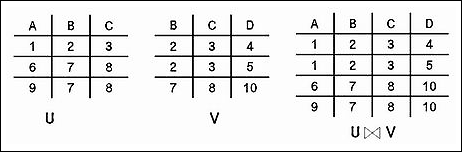 A B C
1 2 3
6 7 8
9 7 8
U
B C D
2 3 4
2 3 5
7 8 10
V
A B C D
1 2 3 4
1 2 3 5
6 7 8 10
9 7 8 10
U ⋈ V